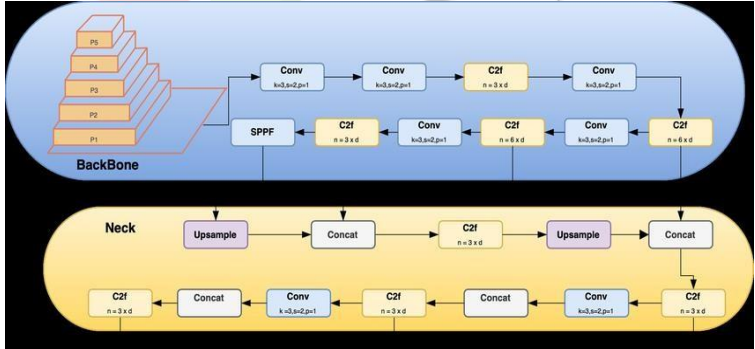 P5
P4
P3
P2
P1
BackBone
Conv
k=3,s=2,p=1
Conv
k=3,s=2,p=1
C2f
n = 3 x d
Conv
k=3,s=2,p=1
SPPF
C2f
n = 3 x d
Conv
k=3,s=2,p=1
C2f
n = 6 x d
Conv
k=3,s=2,p=1
C2f
n = 6 x d
Neck
Upsample
Concat
C2f
n = 3 x d
Upsample
Concat
C2f
n = 3 x d
Concat
Conv
k =3,s=2,p=1
C2f
n = 3 x d
Concat
Conv
k=3,s=2,p=1
C2f
n = 3 x d